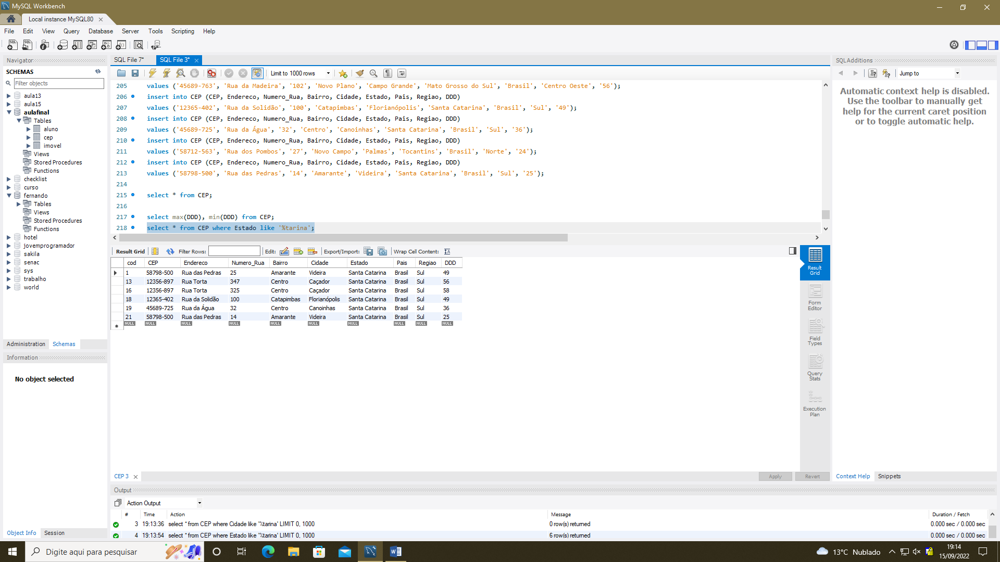 MySQL Workbench
Local instance MySQL80
File Edit View Query Database Server Tools Scripting Help
Navigator
SCHEMAS
Filter objects
aula13
aula15
aulafinal
Tables
aluno
cep
imovel
Views
Stored Procedures
Functions
checklist
curso
fernando
Tables
Views
Stored Procedures
Functions
hotel
jovemprogramador
sakila
senac
sys
trabalho
world
Administration Schemas
Information
No object selected
Object Info Session
SQL File 7* SQL File 3*
Limit to 1000 rows
205 values ('45689-763', 'Rua da Madeira', '102', 'Novo Plano', 'Campo Grande', 'Mato Grosso do Sul', 'Brasil', 'Centro Oeste', '56');
206 insert into CEP (CEP, Endereco, Numero_Rua, Bairro, Cidade, Estado, Pais, Regiao, DDD)
207 values ('12365-402', 'Rua da Solidão', '100', 'Catapimbas', 'Florianópolis', 'Santa Catarina', 'Brasil', 'Sul', '49');
208 insert into CEP (CEP, Endereco, Numero_Rua, Bairro, Cidade, Estado, Pais, Regiao, DDD)
209 values ('45689-725', 'Rua da Água', '32', 'Centro', 'Canoinhas', 'Santa Catarina', 'Brasil', 'Sul', '36');
210 insert into CEP (CEP, Endereco, Numero_Rua, Bairro, Cidade, Estado, Pais, Regiao, DDD)
211 values ('58712-563', 'Rua dos Pombos', '27', 'Novo Campo', 'Palmas', 'Tocantins', 'Brasil', 'Norte', '24');
212 insert into CEP (CEP, Endereco, Numero_Rua, Bairro, Cidade, Estado, Pais, Regiao, DDD)
213 values ('58798-500', 'Rua das Pedras', '14', 'Amarante', 'Videira', 'Santa Catarina', 'Brasil', 'Sul', '25');
214
215 select * from CEP;
216
217 select max(DDD), min(DDD) from CEP;
218 select * from CEP where Estado like '%tarina';
Result Grid Filter Rows: Edit: Export/Import: Wrap Cell Content:
cod CEP Endereco Numero_Rua Bairro Cidade Estado Pais Regiao DDD
1 58798-500 Rua das Pedras 25 Amarante Videira Santa Catarina Brasil Sul 49
13 12356-897 Rua Torta 347 Centro Caçador Santa Catarina Brasil Sul 56
16 12356-897 Rua Torta 325 Centro Caçador Santa Catarina Brasil Sul 58
18 12365-402 Rua da Solidão 100 Catapimbas Florianópolis Santa Catarina Brasil Sul 49
19 45689-725 Rua da Água 32 Centro Canoinhas Santa Catarina Brasil Sul 36
21 58798-500 Rua das Pedras 14 Amarante Videira Santa Catarina Brasil Sul 25
NULL NULL NULL NULL NULL NULL NULL NULL NULL NULL
Result
Grid
Form
Editor
Field
Types
Query
Stats
Execution
Plan
CEP 3
Apply Revert
Output
Action Output
# Time Action Message Duration / Fetch
3 19:13:36 select * from CEP where Cidade like '%tarina' LIMIT 0, 1000 0 row(s) returned 0.000 sec / 0.000 sec
4 19:13:54 select * from CEP where Estado like '%tarina' LIMIT 0, 1000 6 row(s) returned 0.000 sec / 0.000 sec
SQLAdditions
Jump to
Automatic context help is disabled.
Use the toolbar to manually get
help for the current caret position
or to toggle automatic help.
Context Help Snippets
Digite aqui para pesquisar
13°C Nublado
19:14
15/09/2022